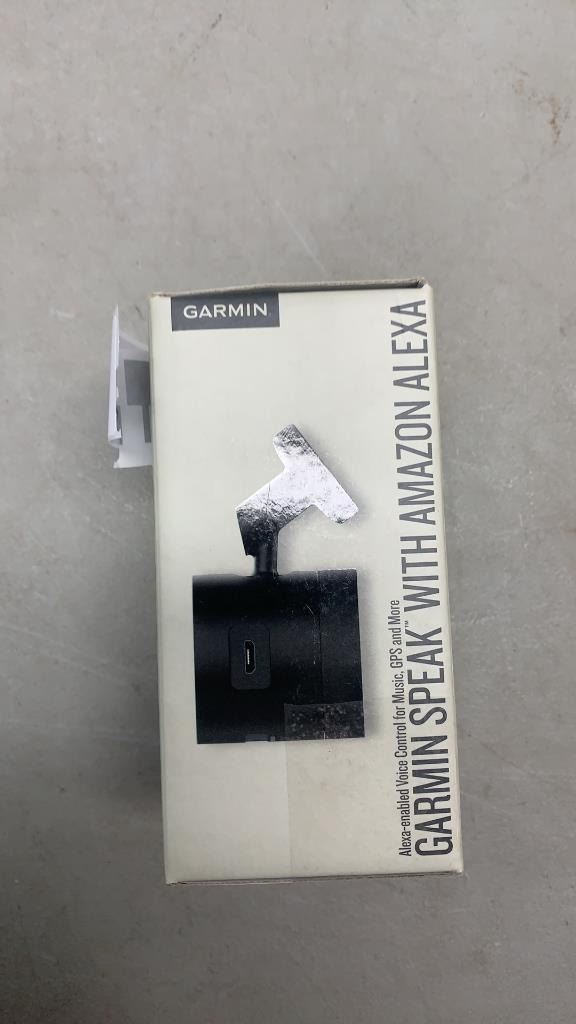 GARMIN
Alexa-enabled Voice Control for Music, GPS and More
GARMIN SPEAK™ WITH AMAZON ALEXA